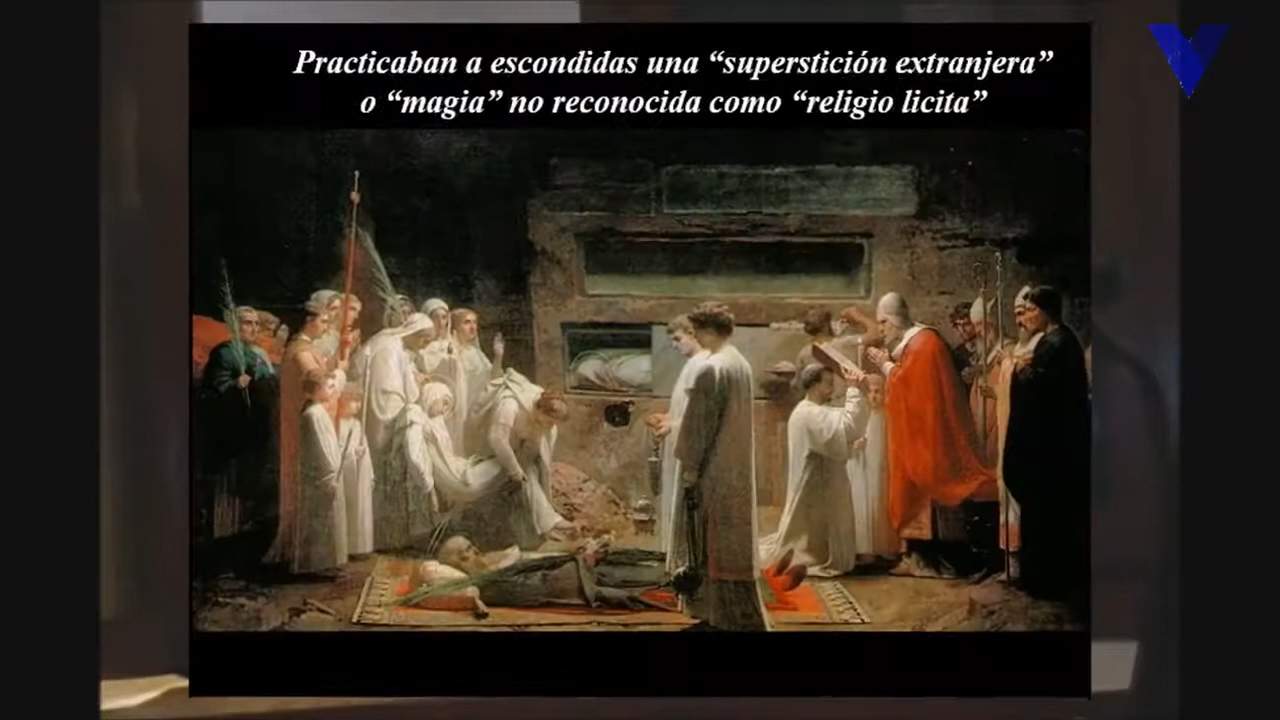 Practicaban a escondidas una “superstición extranjera”
o “magia” no reconocida como “religio licita”